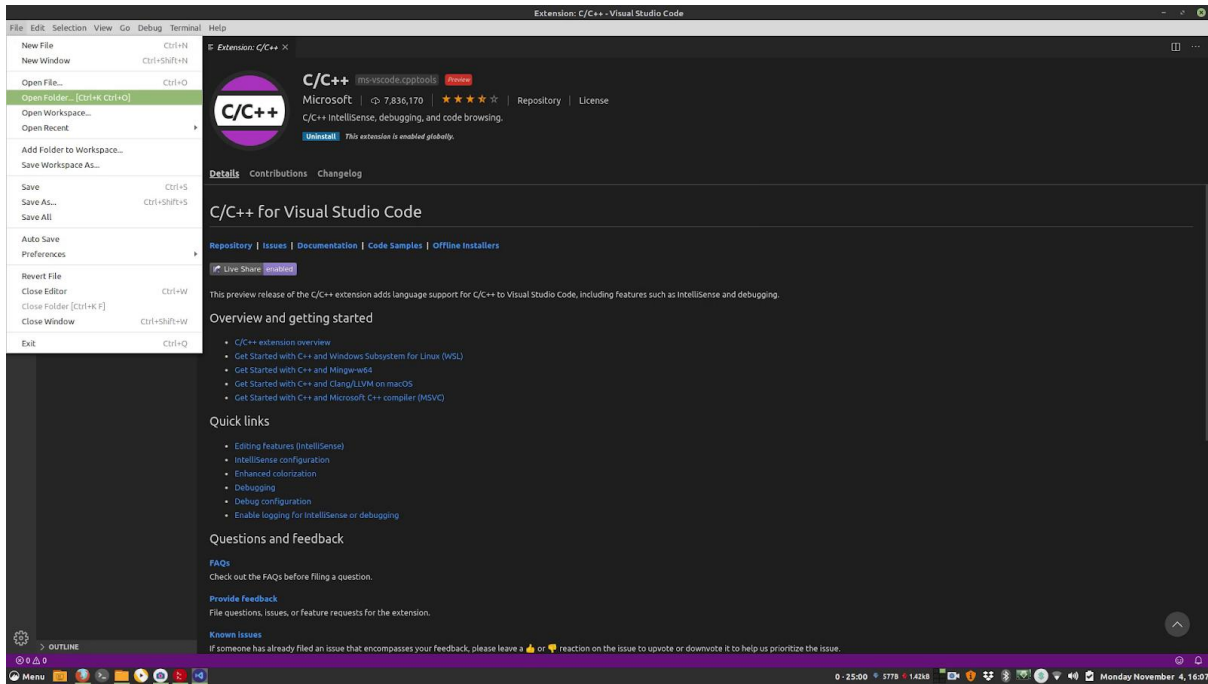 Extension: C/C++ - Visual Studio Code
File Edit Selection View Go Debug Terminal Help
New File Ctrl+N
New Window Ctrl+Shift+N
Open File... Ctrl+O
Open Folder... [Ctrl+K Ctrl+O]
Open Workspace...
Open Recent
Add Folder to Workspace...
Save Workspace As...
Save Ctrl+S
Save As... Ctrl+Shift+S
Save All
Auto Save
Preferences
Revert File
Close Editor Ctrl+W
Close Folder [Ctrl+K F]
Close Window Ctrl+Shift+W
Exit Ctrl+Q
OUTLINE
Extension: C/C++
C/C++
C/C++ ms-vscode.cpptools Preview
Microsoft 7,836,170 Repository License
C/C++ IntelliSense, debugging, and code browsing.
Uninstall This extension is enabled globally.
Details Contributions Changelog
C/C++ for Visual Studio Code
Repository | Issues | Documentation | Code Samples | Offline Installers
Live Share enabled
This preview release of the C/C++ extension adds language support for C/C++ to Visual Studio Code, including features such as IntelliSense and debugging.
Overview and getting started
• C/C++ extension overview
• Get Started with C++ and Windows Subsystem for Linux (WSL)
• Get Started with C++ and Mingw-w64
• Get Started with C++ and Clang/LLVM on macOS
• Get Started with C++ and Microsoft C++ compiler (MSVC)
Quick links
• Editing features (IntelliSense)
• IntelliSense configuration
• Enhanced colorization
• Debugging
• Debug configuration
• Enable logging for IntelliSense or debugging
Questions and feedback
FAQs
Check out the FAQs before filing a question.
Provide feedback
File questions, issues, or feature requests for the extension.
Known issues
If someone has already filed an issue that encompasses your feedback, please leave a 👍 or 👎 reaction on the issue to upvote or downvote it to help us prioritize the issue.
0 0
Menu 0 - 25:00 577B 1.42kB Monday November 4, 16:07